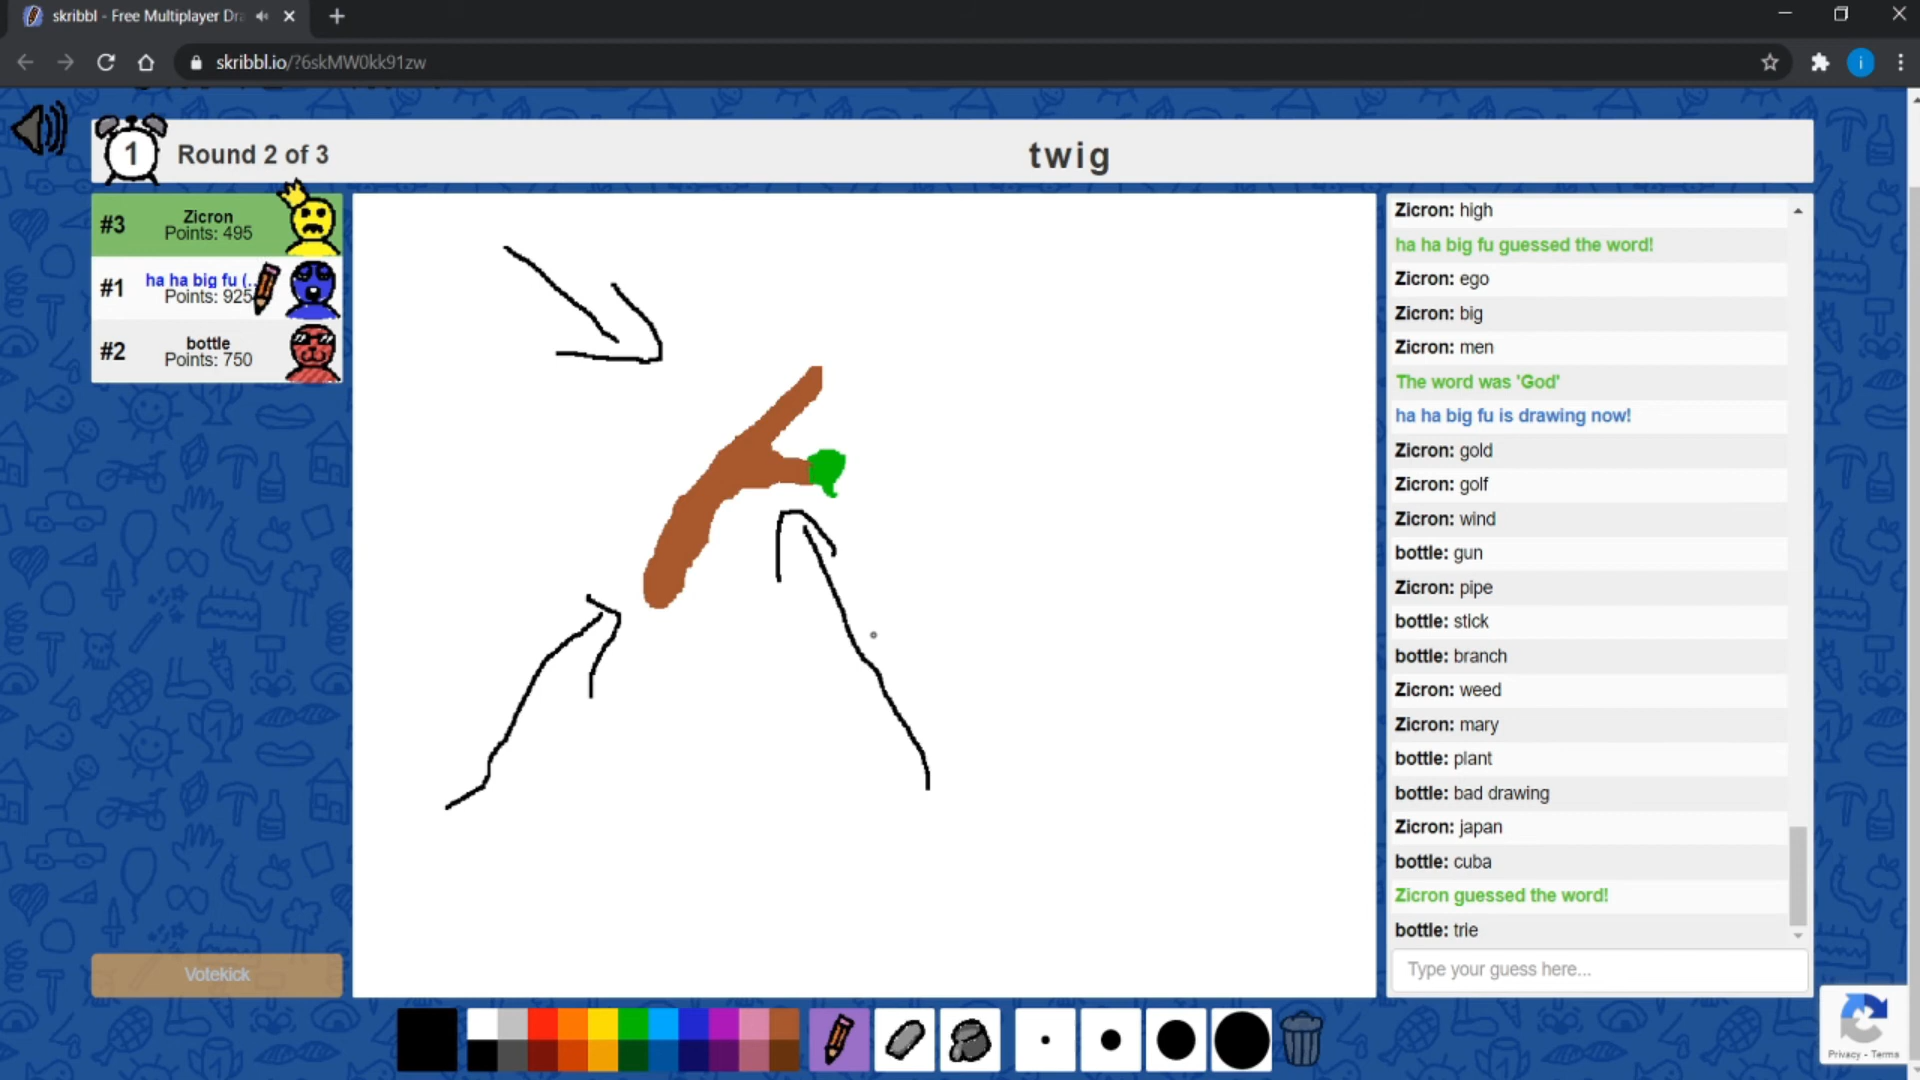 skribbl - Free Multiplayer Dr
skribbl.io/?6skMW0kk91zw
i
1
Round 2 of 3
twig
#3
Zicron
Points: 495
#1
ha ha big fu (..
Points: 925
#2
bottle
Points: 750
Votekick
Zicron: high
ha ha big fu guessed the word!
Zicron: ego
Zicron: big
Zicron: men
The word was 'God'
ha ha big fu is drawing now!
Zicron: gold
Zicron: golf
Zicron: wind
bottle: gun
Zicron: pipe
bottle: stick
bottle: branch
Zicron: weed
Zicron: mary
bottle: plant
bottle: bad drawing
Zicron: japan
bottle: cuba
Zicron guessed the word!
bottle: trie
Type your guess here...
Privacy - Terms